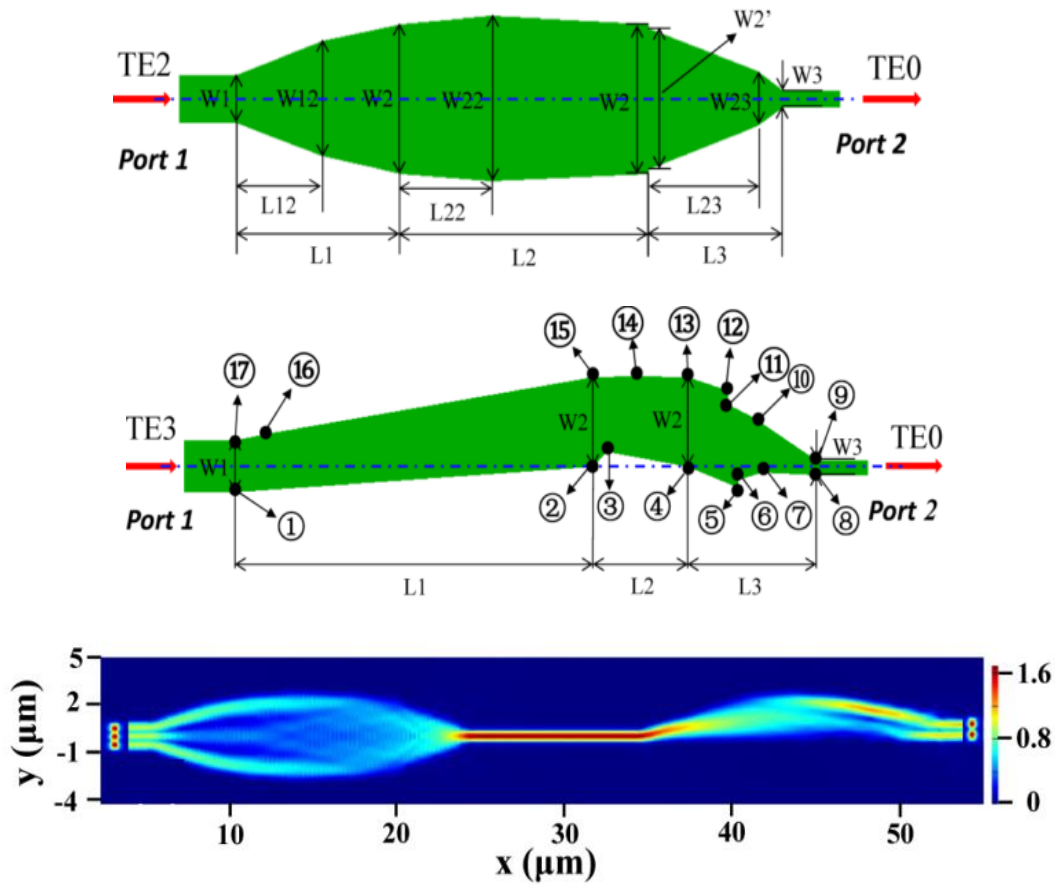 TE2 TE0
W1 W12 W2 W22 W2 W2’ W23 W3
Port 1 Port 2
L12 L22 L23
L1 L2 L3
⑰ ⑯ ⑮ ⑭ ⑬ ⑫
⑪ ⑩ ⑨
TE3 W1 W2 W2 W3 TE0
Port 1 ① ② ③ ④ ⑤ ⑥ ⑦ ⑧ Port 2
L1 L2 L3
y (μm)
5
2
-1
-4
10 20 30 40 50
x (μm)
1.6
0.8
0